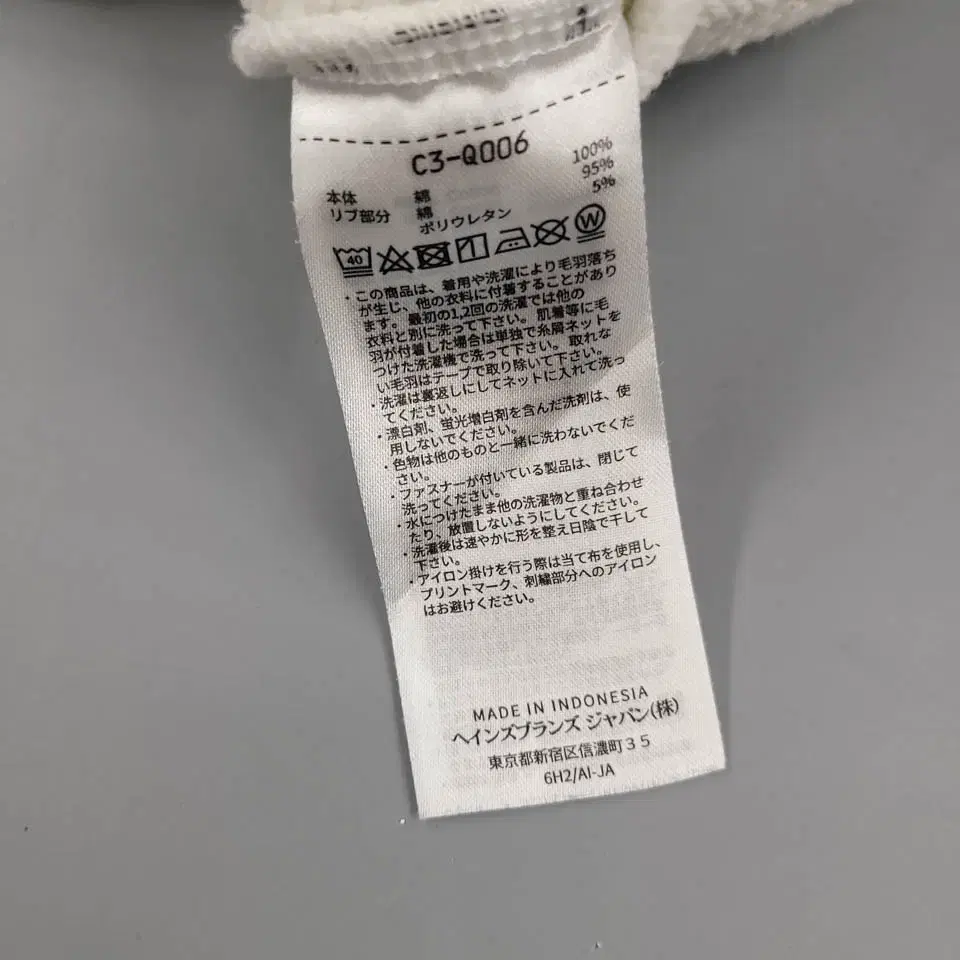 C3-Q006
本体 綿 100%
リブ部分 綿 95%
ポリウレタン 5%
40 W
・この商品は、着用や洗濯により毛羽落ち
が生じ、他の衣料に付着することがあり
ます。最初の1,2回の洗濯では他の
衣料と別に洗って下さい。肌着等に毛
羽が付着した場合は単独で糸屑ネットを
つけた洗濯機で洗って下さい。取れな
い毛羽はテープで取り除いて下さい。
・洗濯は裏返しにしてネットに入れて洗っ
てください。
・漂白剤、蛍光増白剤を含んだ洗剤は、使
用しないでください。
・色物は他のものと一緒に洗わないでくだ
さい。
・ファスナーが付いている製品は、閉じて
洗ってください。
・水につけたまま他の洗濯物と重ね合わせ
たり、放置しないようにしてください。
・洗濯後は速やかに形を整え日陰で干して
下さい。
・アイロン掛けを行う際は当て布を使用し、
プリントマーク、刺繍部分へのアイロン
はお避けください。
MADE IN INDONESIA
ヘインズブランズ ジャパン(株)
東京都新宿区信濃町35
6H2/AI-JA